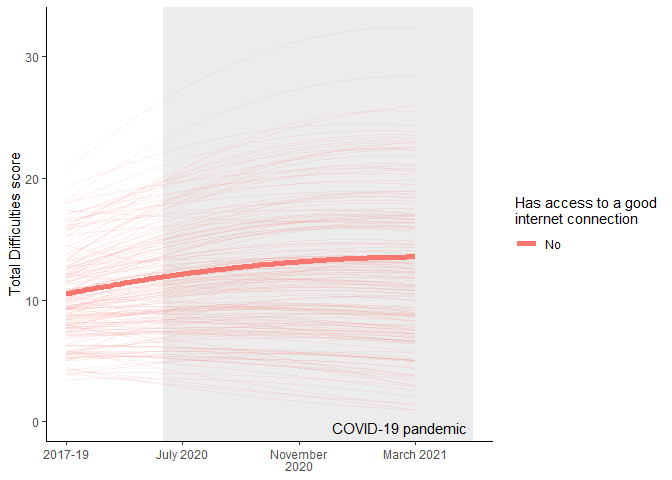 Total Difficulties score
30
20
10
0
COVID-19 pandemic
2017-19
July 2020
November
2020
March 2021
Has access to a good
internet connection
No